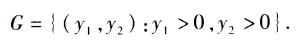 G = { ( y₁ , y₂ ) : y₁ > 0 , y₂ > 0 } .